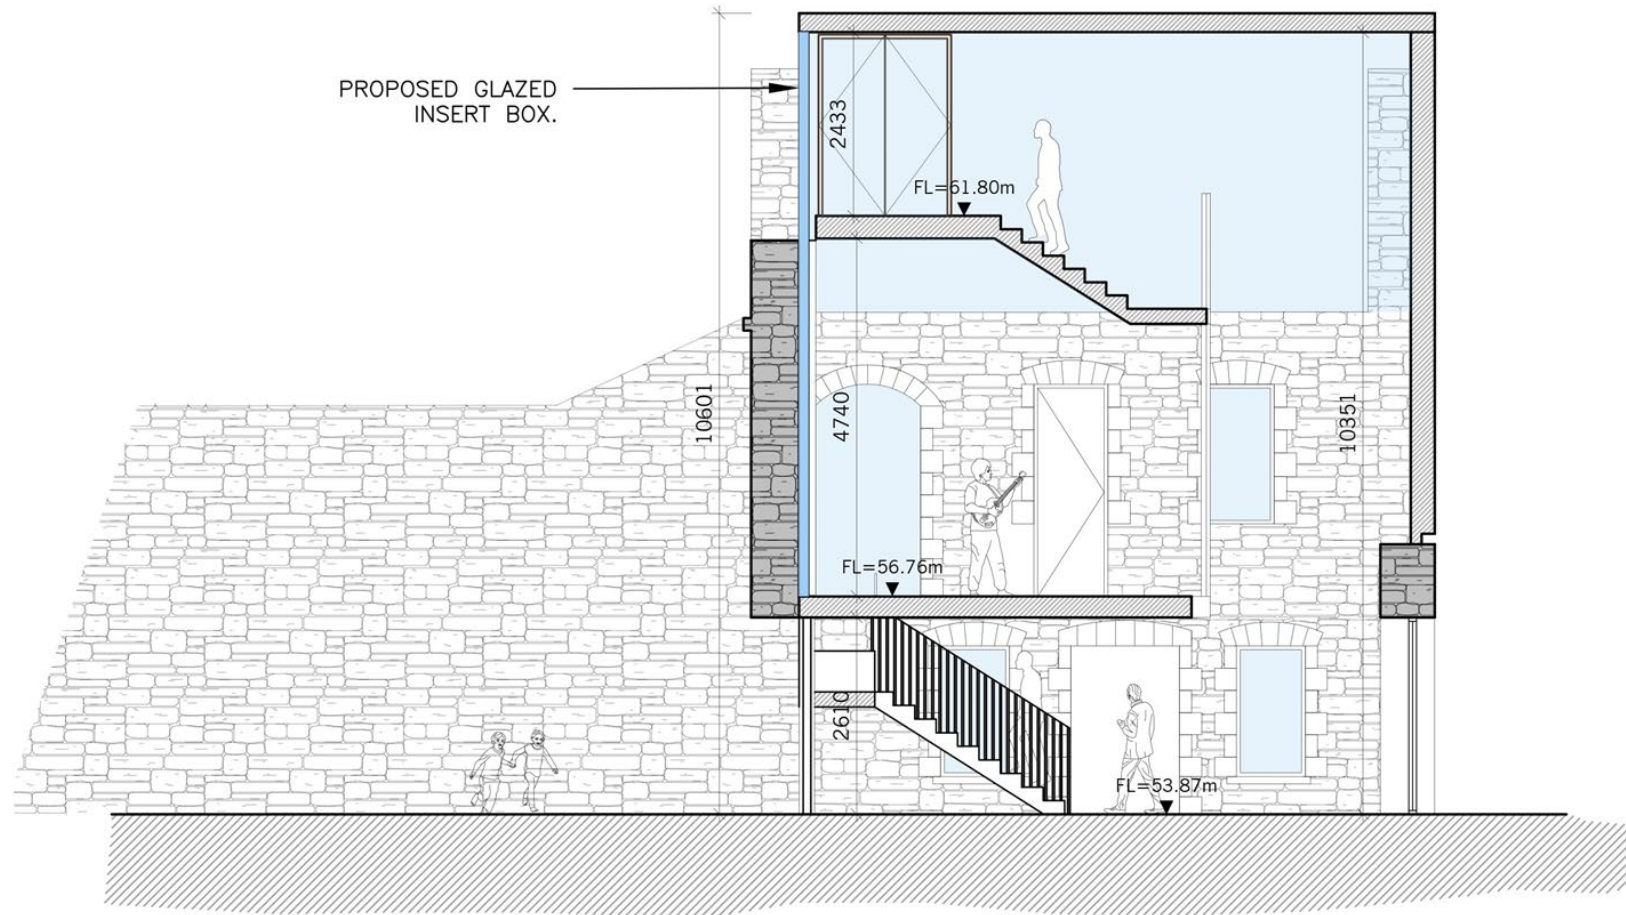 PROPOSED GLAZED
INSERT BOX.
2433
FL=61.80m
10601
4740
10351
FL=56.76m
2610
FL=53.87m